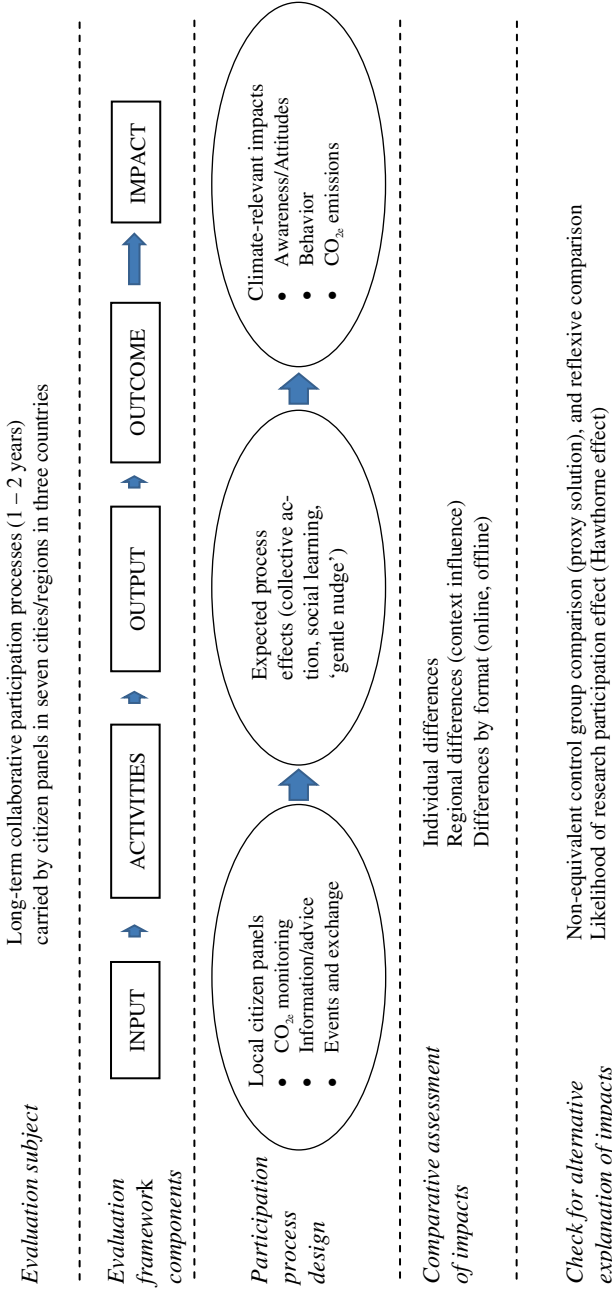 Evaluation subject
Long-term collaborative participation processes (1 – 2 years)
carried by citizen panels in seven cities/regions in three countries
Evaluation
framework
components
INPUT
ACTIVITIES
OUTPUT
OUTCOME
IMPACT
Participation
process
design
Local citizen panels
• CO2e monitoring
• Information/advice
• Events and exchange
Expected process
effects (collective ac-
tion, social learning,
‘gentle nudge’)
Climate-relevant impacts
• Awareness/Attitudes
• Behavior
• CO2e emissions
Comparative assessment
of impacts
Individual differences
Regional differences (context influence)
Differences by format (online, offline)
Check for alternative
explanation of impacts
Non-equivalent control group comparison (proxy solution), and reflexive comparison
Likelihood of research participation effect (Hawthorne effect)